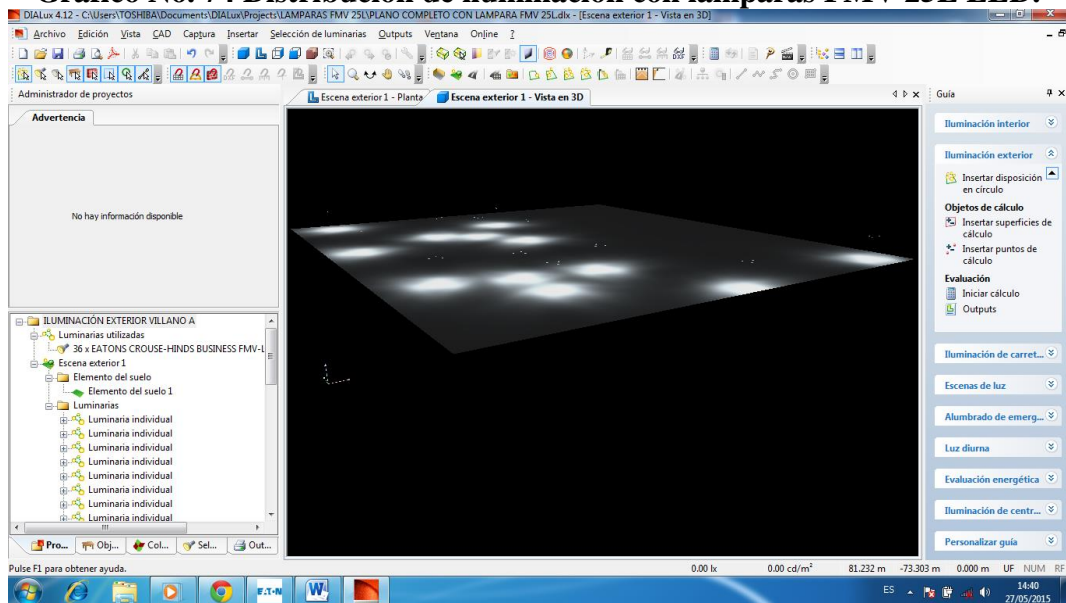 Gráfico No. 74 Distribución de iluminación con lámparas FMV 25L LED.
DIALux 4.12 - C:\Users\TOSHIBA\Documents\DIALux\Projects\LAMPARAS FMV 25L\PLANO COMPLETO CON LAMPARA FMV 25L.dlx - [Escena exterior 1 - Vista en 3D]
Archivo Edición Vista CAD Captura Insertar Selección de luminarias Outputs Ventana Online ?
Administrador de proyectos
Escena exterior 1 - Planta
Escena exterior 1 - Vista en 3D
Guía
Advertencia
No hay información disponible
ILUMINACIÓN EXTERIOR VILLANO A
Luminarias utilizadas
36 x EATONS CROUSE-HINDS BUSINESS FMV-L
Escena exterior 1
Elemento del suelo
Elemento del suelo 1
Luminarias
Luminaria individual
Luminaria individual
Luminaria individual
Luminaria individual
Luminaria individual
Luminaria individual
Luminaria individual
Luminaria individual
Pro... Obj... Col... Sel... Out...
Iluminación interior
Iluminación exterior
Insertar disposición
en círculo
Objetos de cálculo
Insertar superficies de
cálculo
Insertar puntos de
cálculo
Evaluación
Iniciar cálculo
Outputs
Iluminación de carret...
Escenas de luz
Alumbrado de emerg...
Luz diurna
Evaluación energética
Iluminación de centr...
Personalizar guía
Pulse F1 para obtener ayuda.
0.00 lx 0.00 cd/m² 81.232 m -73.303 m 0.000 m UF NUM RF
E·T·N W ES 14:40
27/05/2015